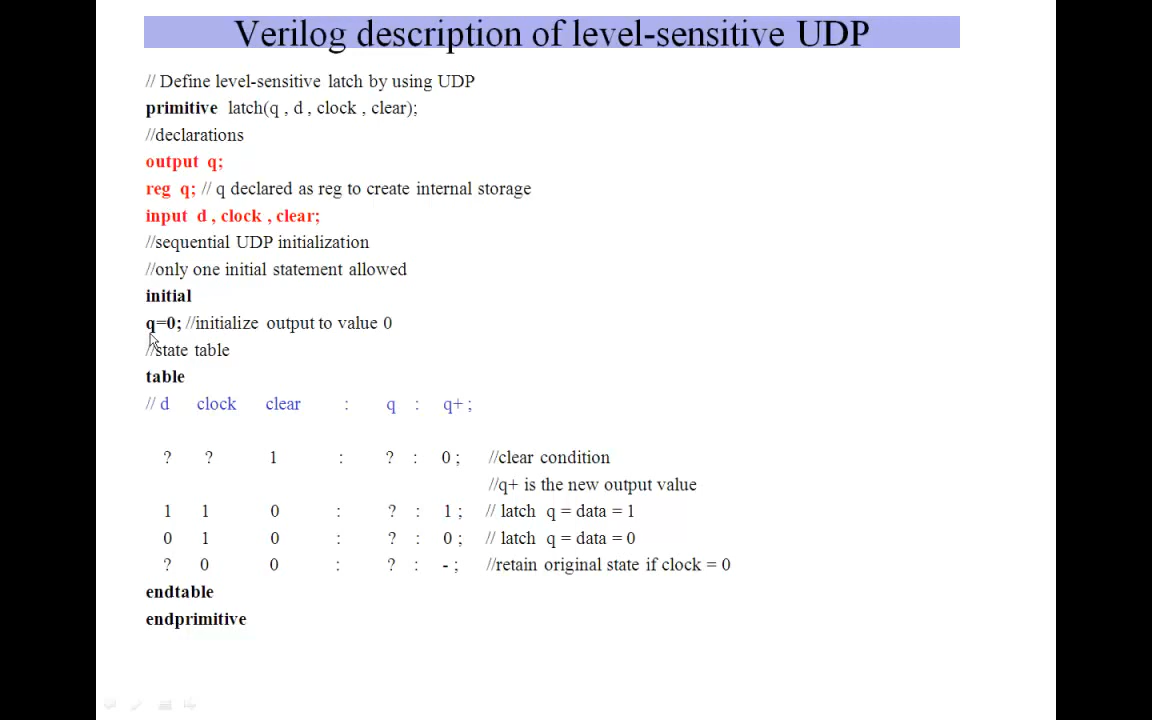 Verilog description of level-sensitive UDP
// Define level-sensitive latch by using UDP
primitive latch(q , d , clock , clear);
//declarations
output q;
reg q; // q declared as reg to create internal storage
input d , clock , clear;
//sequential UDP initialization
//only one initial statement allowed
initial
q=0; //initialize output to value 0
//state table
table
// d clock clear : q : q+ ;
? ? 1 : ? : 0 ; //clear condition
//q+ is the new output value
1 1 0 : ? : 1 ; // latch q = data = 1
0 1 0 : ? : 0 ; // latch q = data = 0
? 0 0 : ? : - ; //retain original state if clock = 0
endtable
endprimitive